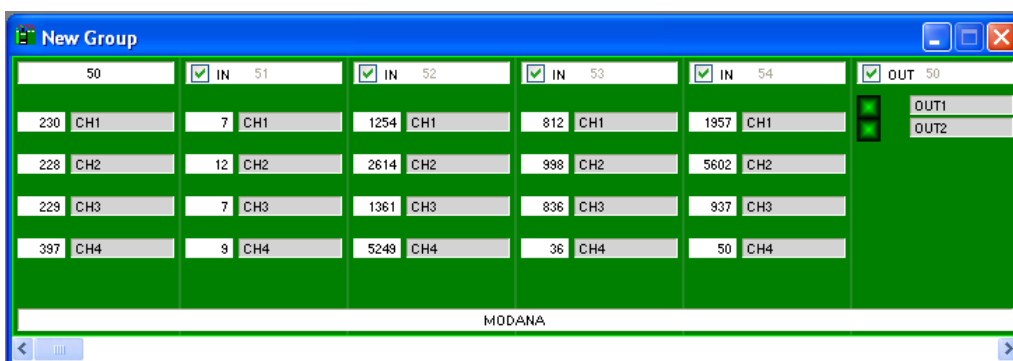 New Group
50 IN 51 IN 52 IN 53 IN 54 OUT 50
OUT1
230 CH1 7 CH1 1254 CH1 812 CH1 1957 CH1
OUT2
228 CH2 12 CH2 2614 CH2 998 CH2 5602 CH2
229 CH3 7 CH3 1361 CH3 836 CH3 937 CH3
397 CH4 9 CH4 5249 CH4 36 CH4 50 CH4
MODANA